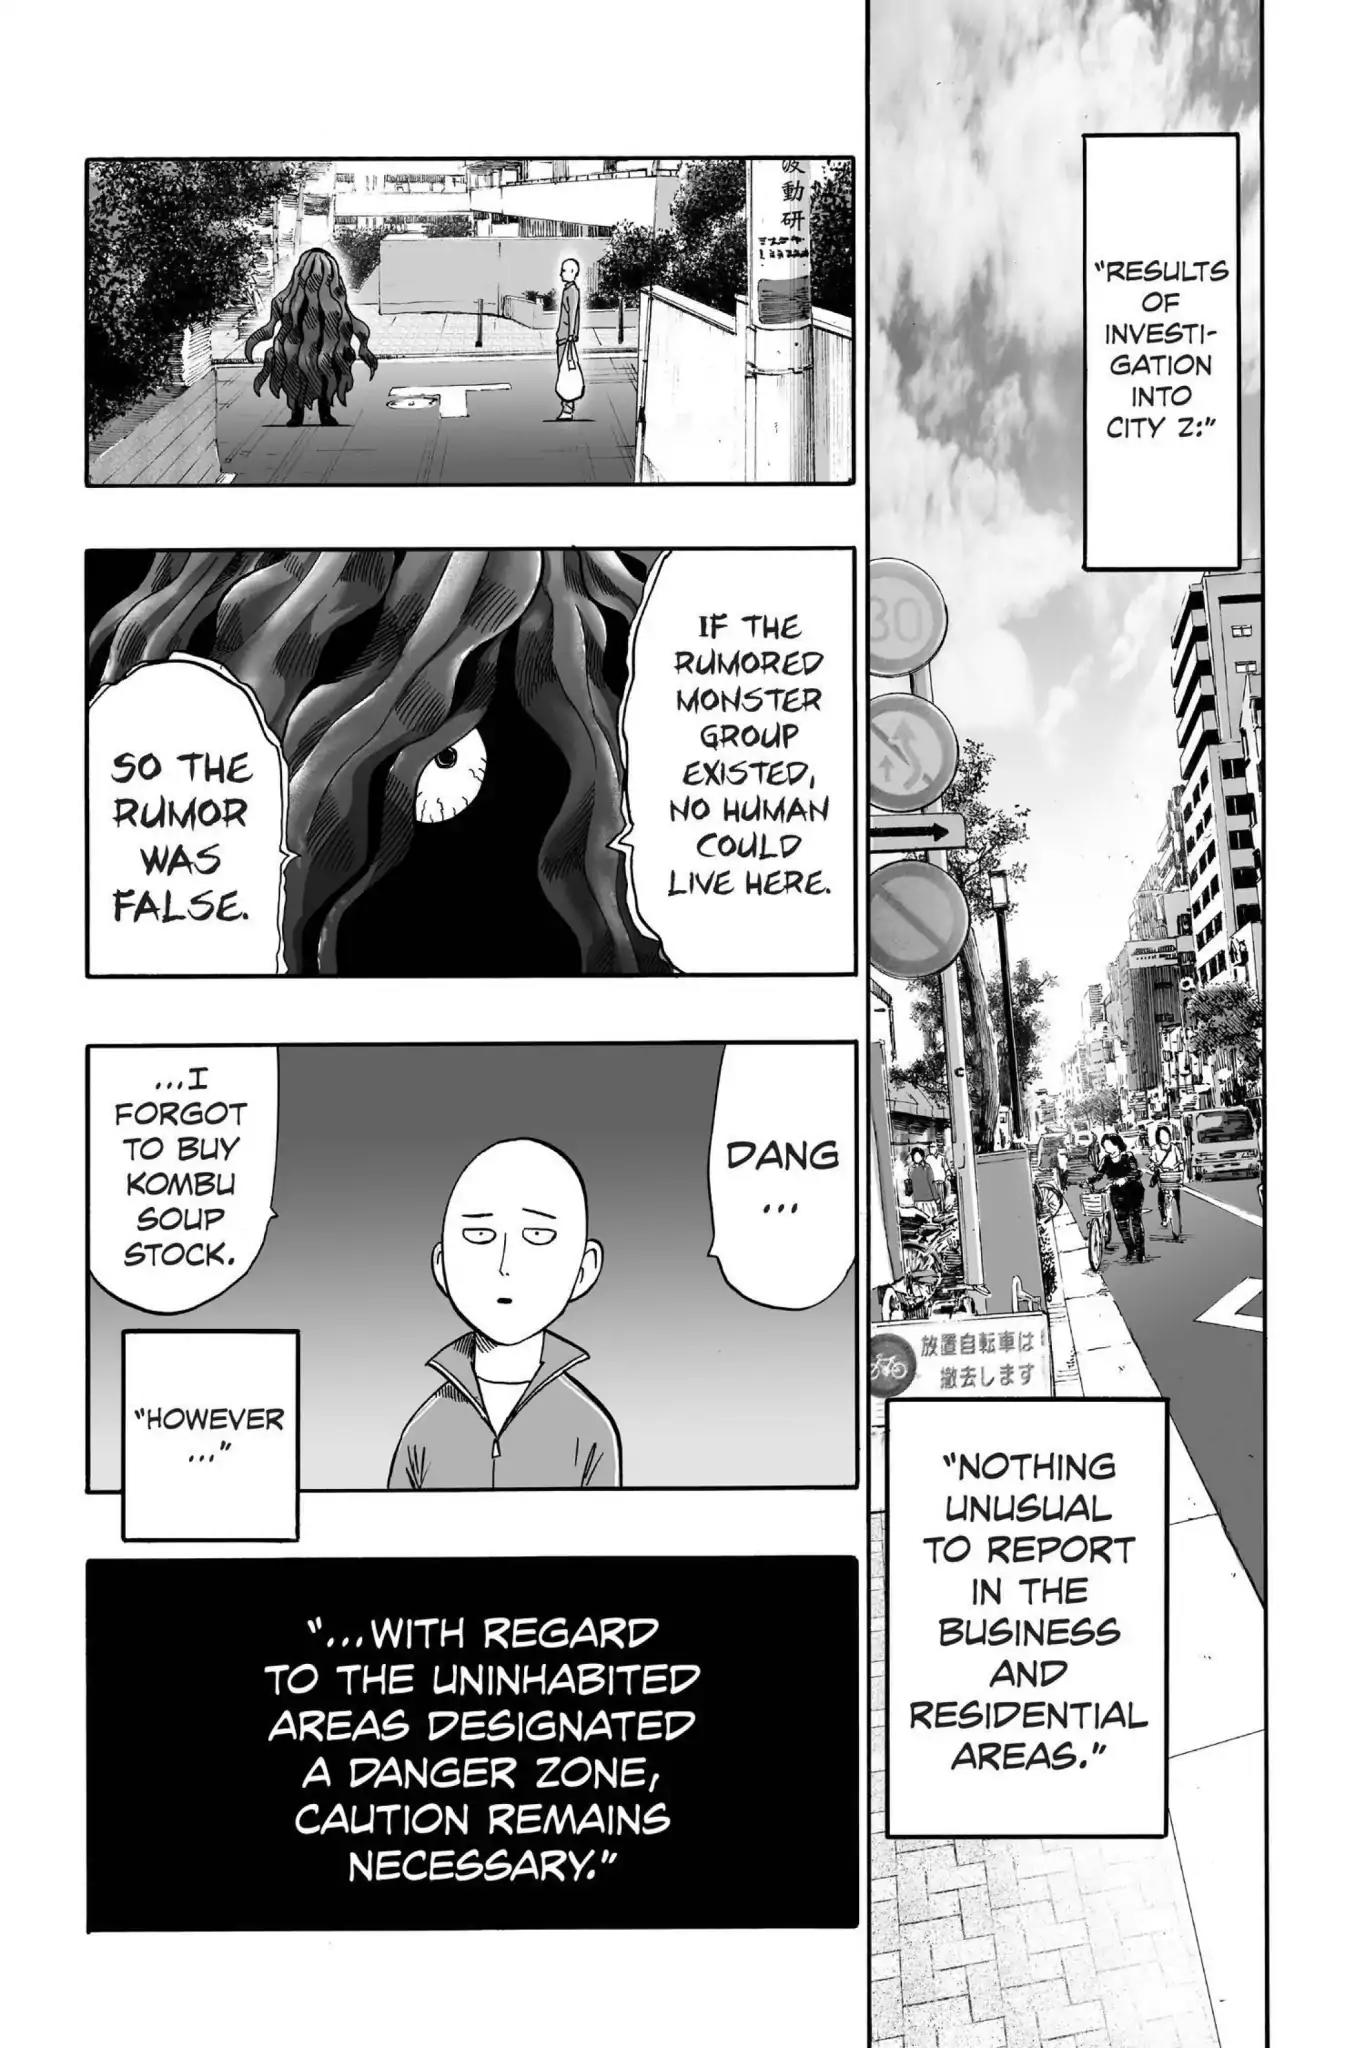 "RESULTS
OF
INVESTI-
GATION
INTO
CITY Z:"
30
放置自転車は
撤去します
"NOTHING
UNUSUAL
TO REPORT
IN THE
BUSINESS
AND
RESIDENTIAL
AREAS."
波動研
IF THE
RUMORED
MONSTER
GROUP
EXISTED,
NO HUMAN
COULD
LIVE HERE.
SO THE
RUMOR
WAS
FALSE.
DANG
...
...I
FORGOT
TO BUY
KOMBU
SOUP
STOCK.
"HOWEVER
..."
"...WITH REGARD
TO THE UNINHABITED
AREAS DESIGNATED
A DANGER ZONE,
CAUTION REMAINS
NECESSARY."